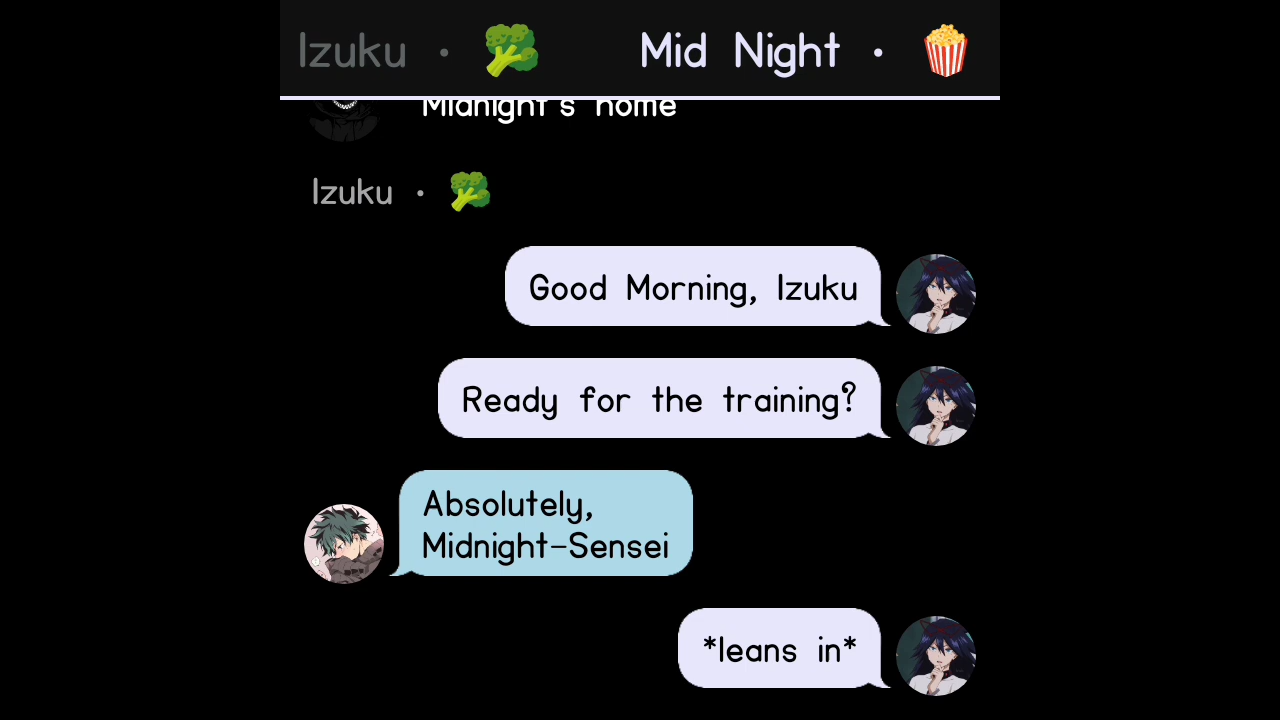 Izuku • 🥦 Mid Night • 🍿
Midnight's home
Izuku • 🥦
Good Morning, Izuku
Ready for the training?
Absolutely,
Midnight-Sensei
*leans in*